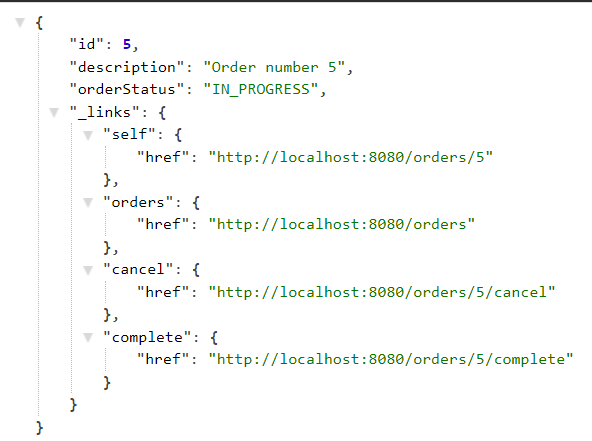 {
"id": 5,
"description": "Order number 5",
"orderStatus": "IN_PROGRESS",
"_links": {
"self": {
"href": "http://localhost:8080/orders/5"
},
"orders": {
"href": "http://localhost:8080/orders"
},
"cancel": {
"href": "http://localhost:8080/orders/5/cancel"
},
"complete": {
"href": "http://localhost:8080/orders/5/complete"
}
}
}